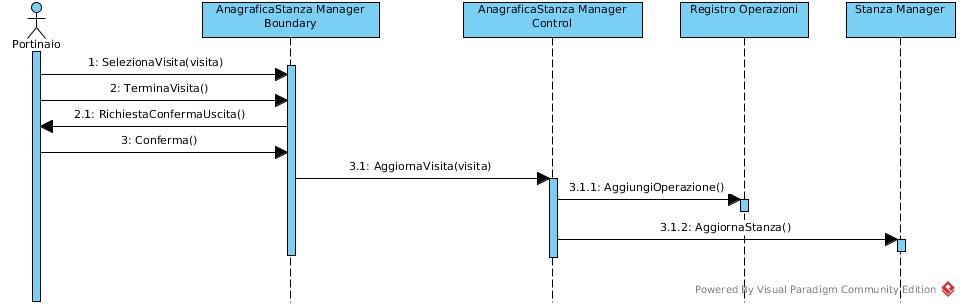 Portinaio
AnagraficaStanza Manager
Boundary
AnagraficaStanza Manager
Control
Registro Operazioni
Stanza Manager
1: SelezionaVisita(visita)
2: TerminaVisita()
2.1: RichiestaConfermaUscita()
3: Conferma()
3.1: AggiornaVisita(visita)
3.1.1: AggiungiOperazione()
3.1.2: AggiornaStanza()
Powered By Visual Paradigm Community Edition